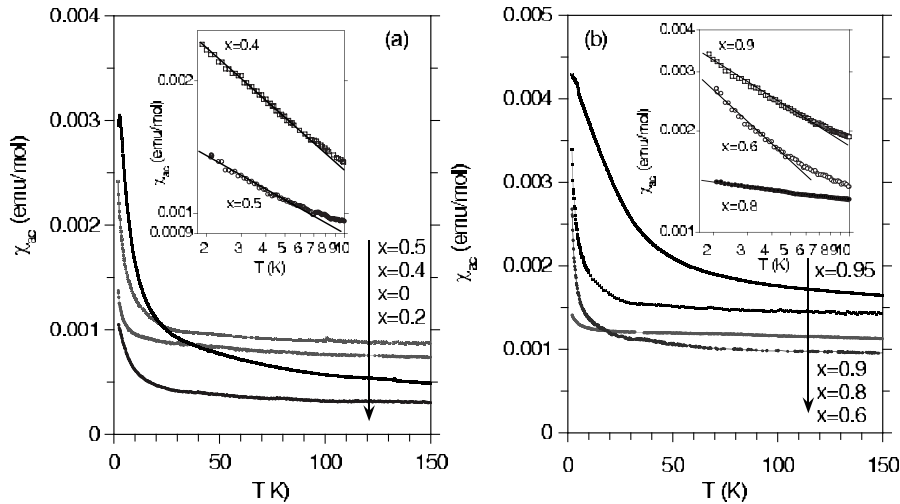 (a)
0.004
0.003
0.002
0.001
0
χac (emu/mol)
0 50 100 150
T K)
x=0.5
x=0.4
x=0
x=0.2
x=0.4
x=0.5
0.002
0.001
0.0009
χac (emu/mol)
2 3 4 5 6 7 8 9 10
T (K)
(b)
0.005
0.004
0.003
0.002
0.001
0
χac (emu/mol)
0 50 100 150
T (K)
x=0.95
x=0.9
x=0.8
x=0.6
x=0.9
x=0.6
x=0.8
0.004
0.003
0.002
0.001
χac (emu/mol)
2 3 4 5 6 7 8 9 10
T (K)